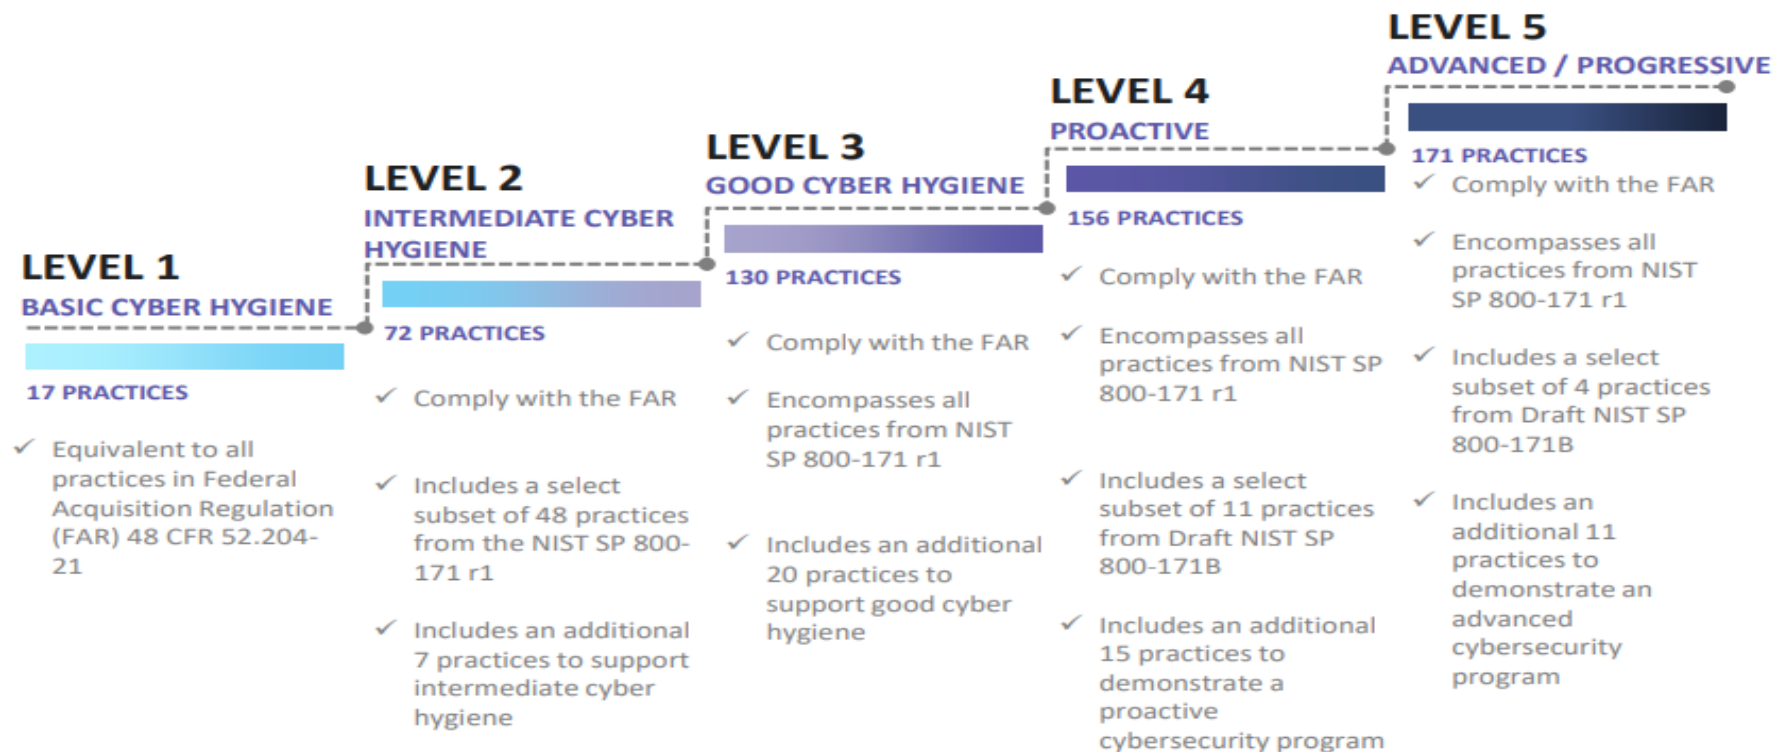 LEVEL 1
BASIC CYBER HYGIENE
17 PRACTICES
✓ Equivalent to all
practices in Federal
Acquisition Regulation
(FAR) 48 CFR 52.204-
21
LEVEL 2
INTERMEDIATE CYBER
HYGIENE
72 PRACTICES
✓ Comply with the FAR
✓ Includes a select
subset of 48 practices
from the NIST SP 800-
171 r1
✓ Includes an additional
7 practices to support
intermediate cyber
hygiene
LEVEL 3
GOOD CYBER HYGIENE
130 PRACTICES
✓ Comply with the FAR
✓ Encompasses all
practices from NIST
SP 800-171 r1
✓ Includes an additional
20 practices to
support good cyber
hygiene
LEVEL 4
PROACTIVE
156 PRACTICES
✓ Comply with the FAR
✓ Encompasses all
practices from NIST SP
800-171 r1
✓ Includes a select
subset of 11 practices
from Draft NIST SP
800-171B
✓ Includes an additional
15 practices to
demonstrate a
proactive
cybersecurity program
LEVEL 5
ADVANCED / PROGRESSIVE
171 PRACTICES
✓ Comply with the FAR
✓ Encompasses all
practices from NIST
SP 800-171 r1
✓ Includes a select
subset of 4 practices
from Draft NIST SP
800-171B
✓ Includes an
additional 11
practices to
demonstrate an
advanced
cybersecurity
program